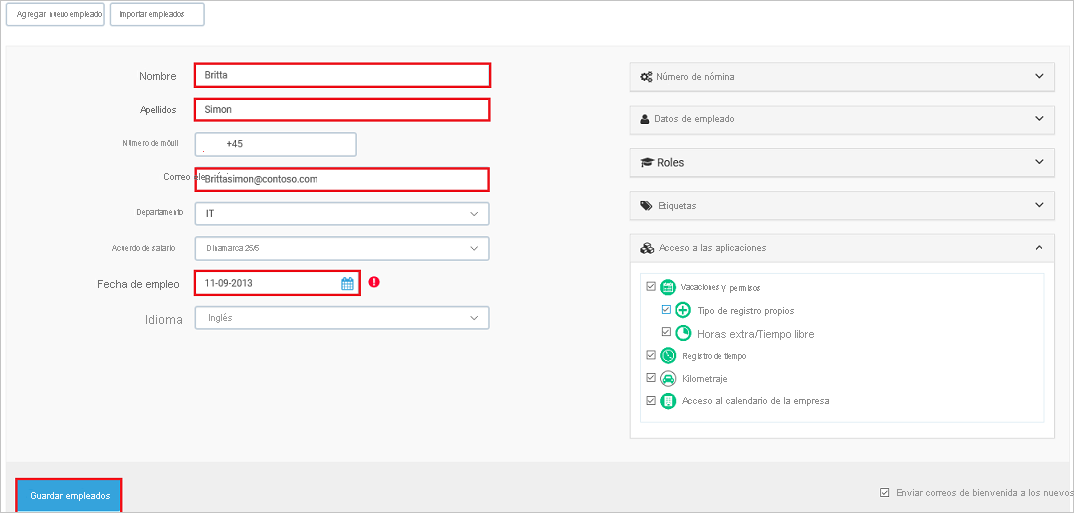 Agregar nuevo empleado
Importar empleados
Nombre
Britta
Apellidos
Simon
Número de móvil
+45
Correo ele
Brittasimon@contoso.com
Departamento
IT
Acuerdo de salario
Dinamarca 25/5
Fecha de empleo
11-09-2013
Idioma
Inglés
Número de nómina
Datos de empleado
Roles
Etiquetas
Acceso a las aplicaciones
Vacaciones y permisos
Tipo de registro propios
Horas extra/Tiempo libre
Registro de tiempo
Kilometraje
Acceso al calendario de la empresa
Guardar empleados
Enviar correos de bienvenida a los nuevos